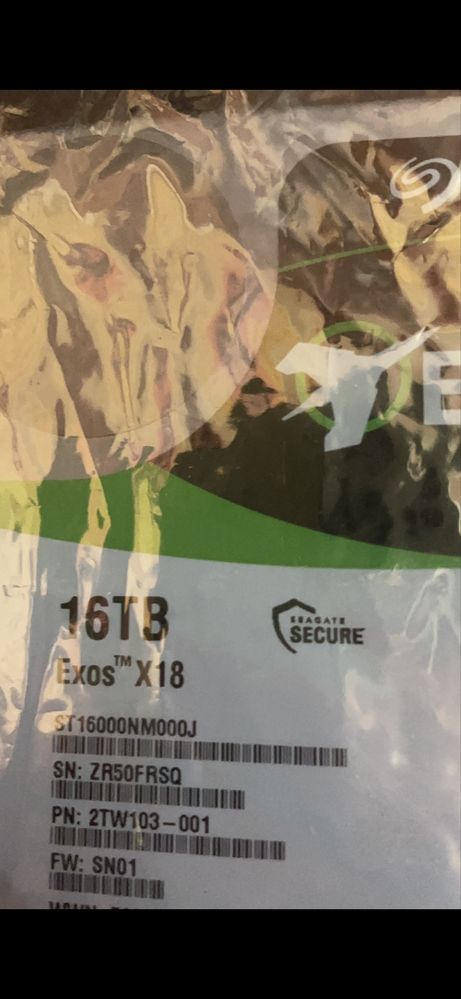 E
16TB
SEAGATE
SECURE
Exos™ X18
ST16000NM000J
SN: ZR50FRSQ
PN: 2TW103-001
FW: SN01